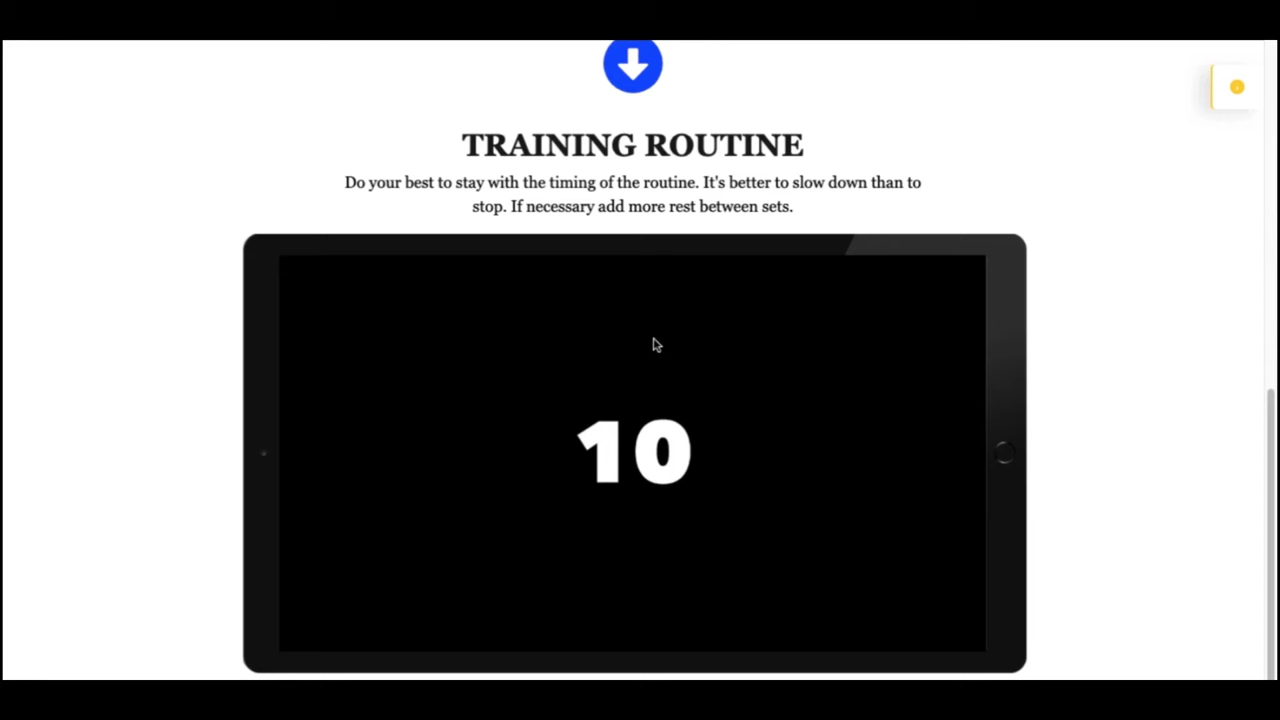 TRAINING ROUTINE
Do your best to stay with the timing of the routine. It's better to slow down than to
stop. If necessary add more rest between sets.
10